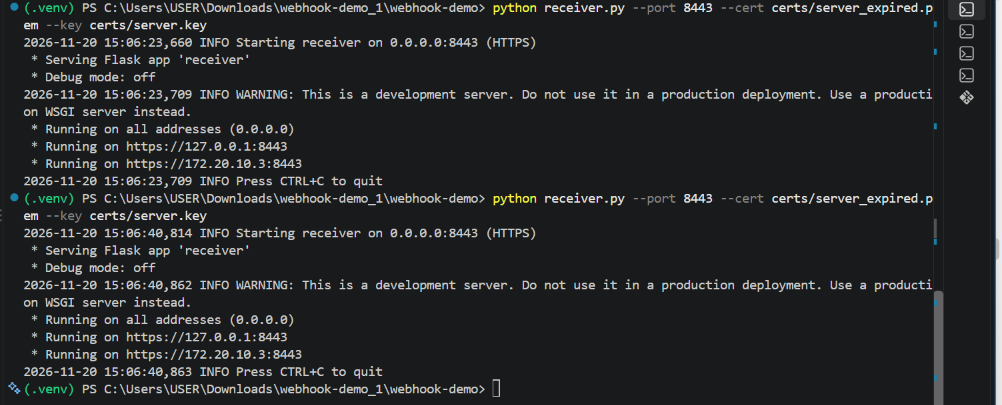 (.venv) PS C:\Users\USER\Downloads\webhook-demo_1\webhook-demo> python receiver.py --port 8443 --cert certs/server_expired.p
em --key certs/server.key
2026-11-20 15:06:23,660 INFO Starting receiver on 0.0.0.0:8443 (HTTPS)
* Serving Flask app 'receiver'
* Debug mode: off
2026-11-20 15:06:23,709 INFO WARNING: This is a development server. Do not use it in a production deployment. Use a producti
on WSGI server instead.
* Running on all addresses (0.0.0.0)
* Running on https://127.0.0.1:8443
* Running on https://172.20.10.3:8443
2026-11-20 15:06:23,709 INFO Press CTRL+C to quit
(.venv) PS C:\Users\USER\Downloads\webhook-demo_1\webhook-demo> python receiver.py --port 8443 --cert certs/server_expired.p
em --key certs/server.key
2026-11-20 15:06:40,814 INFO Starting receiver on 0.0.0.0:8443 (HTTPS)
* Serving Flask app 'receiver'
* Debug mode: off
2026-11-20 15:06:40,862 INFO WARNING: This is a development server. Do not use it in a production deployment. Use a producti
on WSGI server instead.
* Running on all addresses (0.0.0.0)
* Running on https://127.0.0.1:8443
* Running on https://172.20.10.3:8443
2026-11-20 15:06:40,863 INFO Press CTRL+C to quit
(.venv) PS C:\Users\USER\Downloads\webhook-demo_1\webhook-demo>